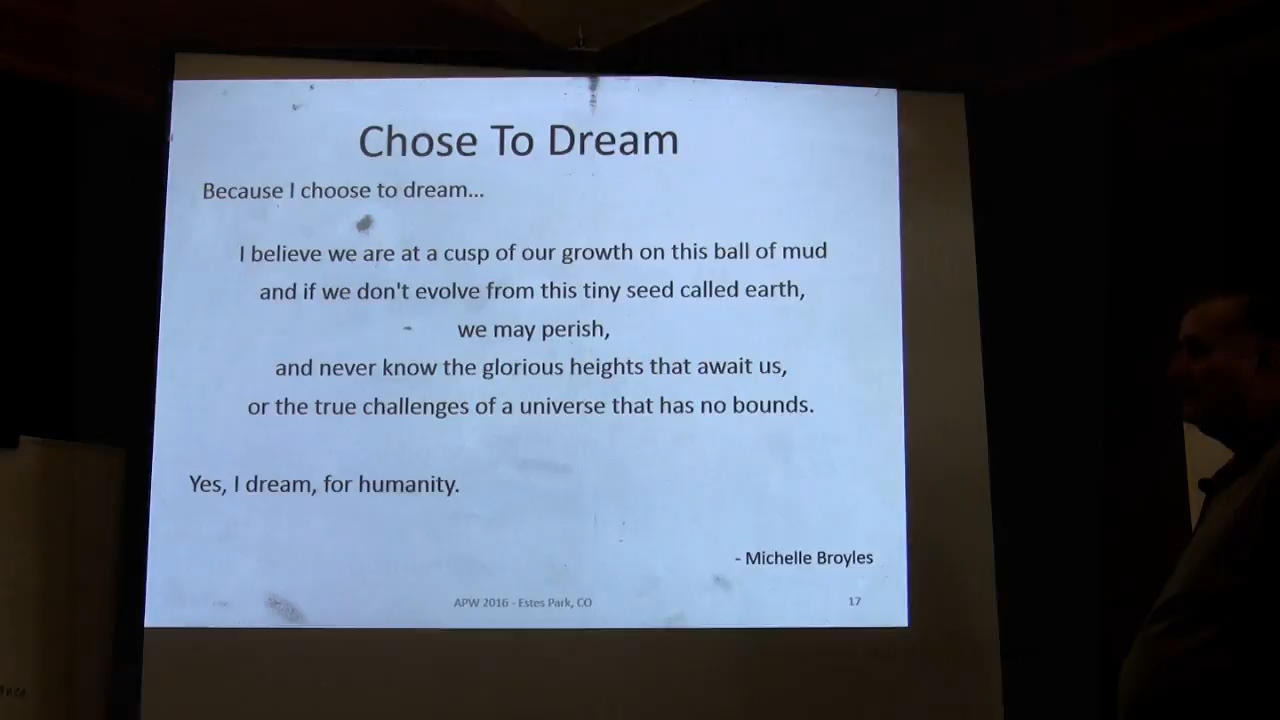 Chose To Dream
Because I choose to dream...
I believe we are at a cusp of our growth on this ball of mud
and if we don't evolve from this tiny seed called earth,
we may perish,
and never know the glorious heights that await us,
or the true challenges of a universe that has no bounds.
Yes, I dream, for humanity.
- Michelle Broyles
APW 2016 - Estes Park, CO
17